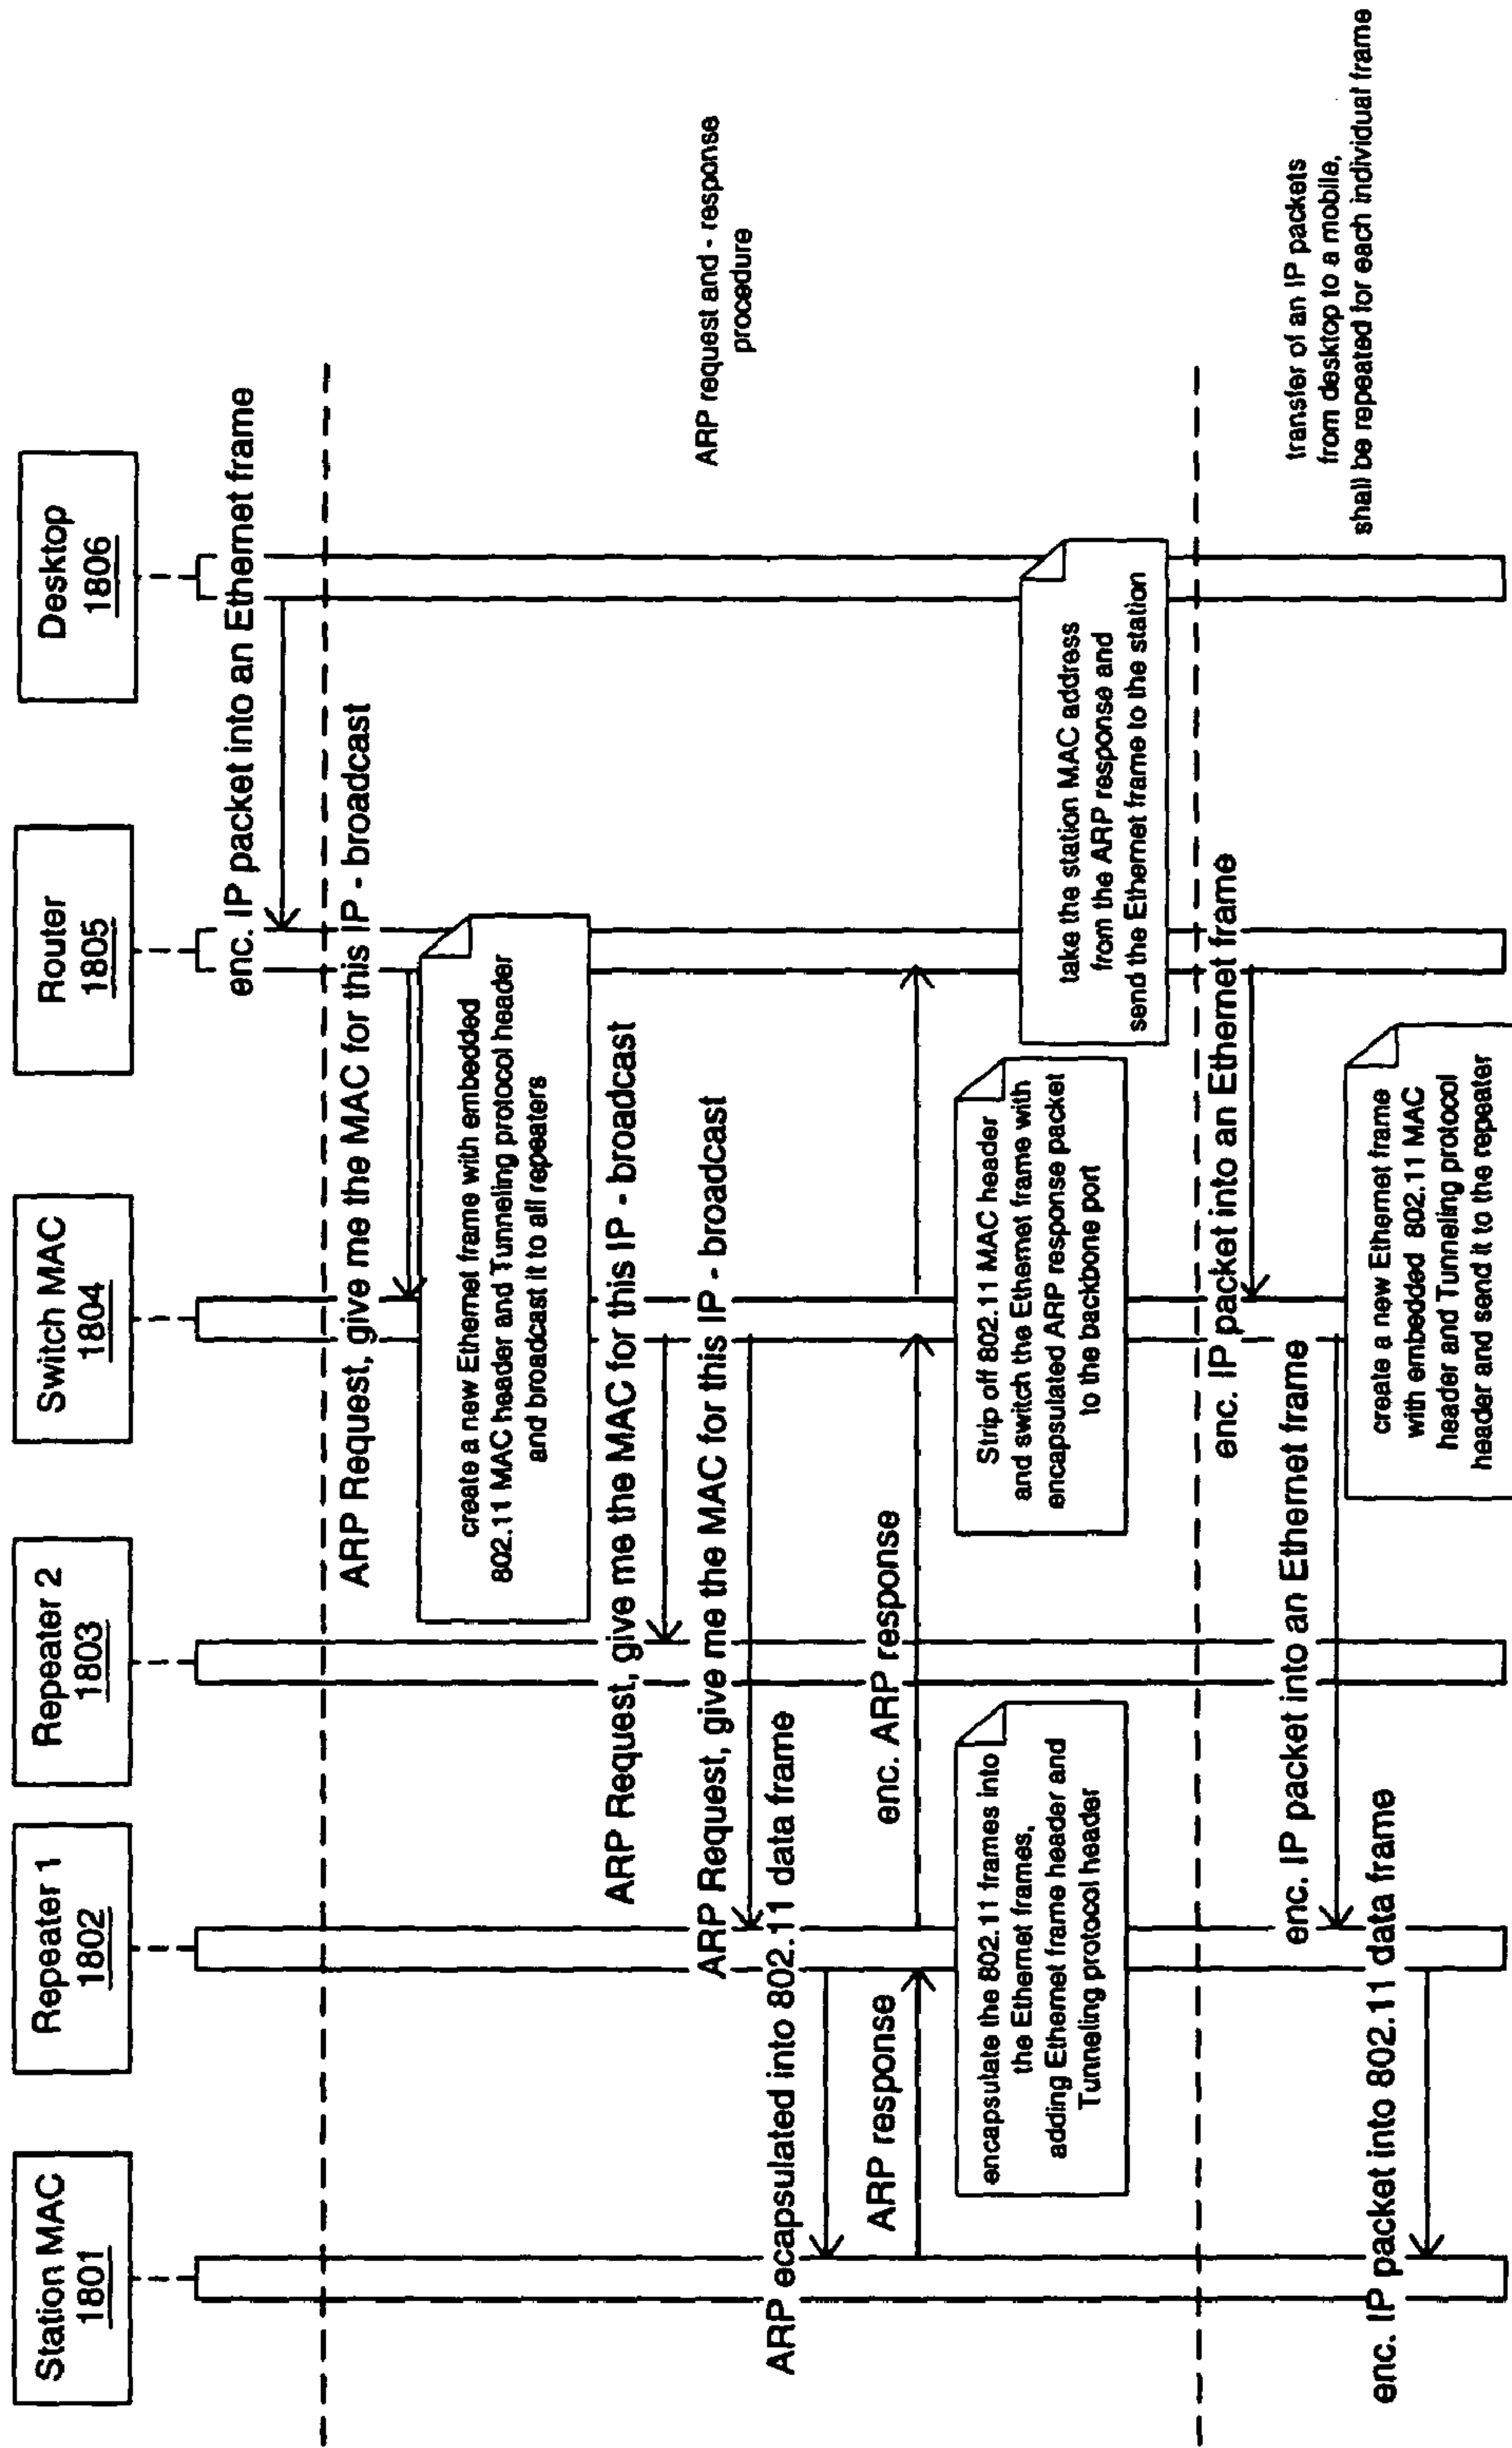 Station MAC
1801
Repeater 1
1802
Repeater 2
1803
Switch MAC
1804
Router
1805
Desktop
1806
enc. IP packet into an Ethernet frame
ARP Request, give me the MAC for this IP - broadcast
create a new Ethernet frame with embedded
802.11 MAC header and Tunneling protocol header
and broadcast it to all repeaters
ARP Request, give me the MAC for this IP - broadcast
ARP Request, give me the MAC for this IP - broadcast
ARP request and - response
procedure
ARP ecapsulated into 802.11 data frame
ARP response
enc. ARP response
encapsulate the 802.11 frames into
the Ethernet frames,
adding Ethernet frame header and
Tunneling protocol header
Strip off 802.11 MAC header
and switch the Ethernet frame with
encapsulated ARP response packet
to the backbone port
take the station MAC address
from the ARP response and
send the Ethernet frame to the station
enc. IP packet into an Ethernet frame
enc. IP packet into an Ethernet frame
create a new Ethernet frame
with embedded 802.11 MAC
header and Tunneling protocol
header and send it to the repeater
transfer of an IP packets
from desktop to a mobile,
shall be repeated for each individual frame
enc. IP packet into 802.11 data frame